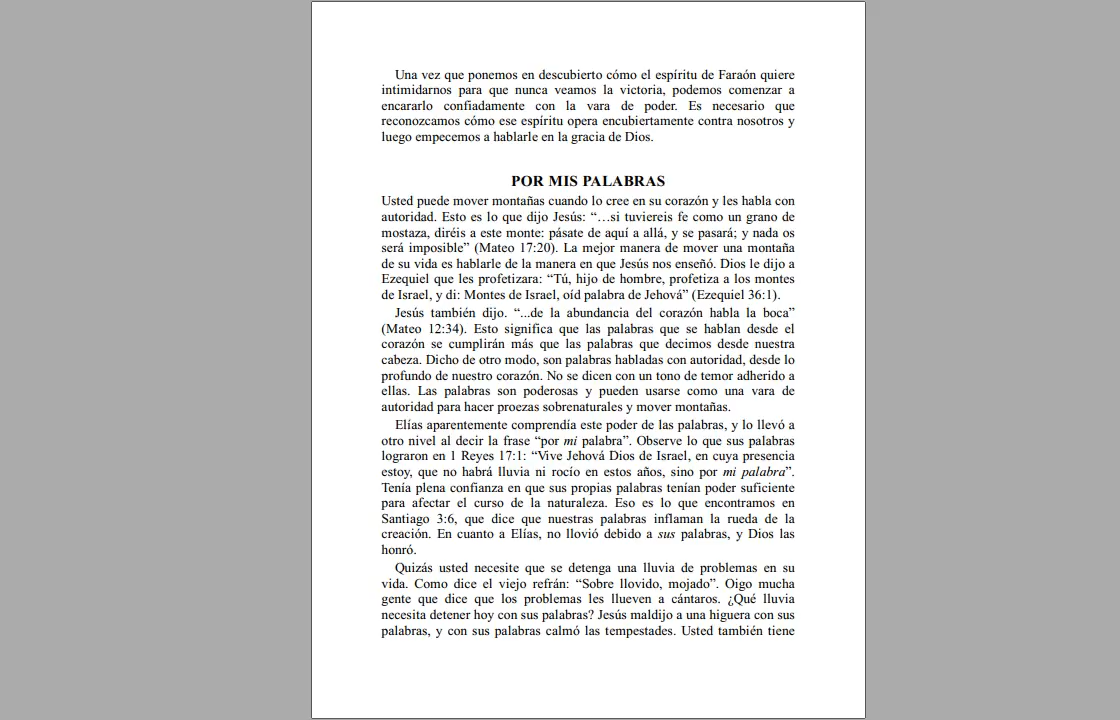 Una vez que ponemos en descubierto cómo el espíritu de Faraón quiere
intimidarnos para que nunca veamos la victoria, podemos comenzar a
encararlo confiadamente con la vara de poder. Es necesario que
reconozcamos cómo ese espíritu opera encubiertamente contra nosotros y
luego empecemos a hablarle en la gracia de Dios.
POR MIS PALABRAS
Usted puede mover montañas cuando lo cree en su corazón y les habla con
autoridad. Esto es lo que dijo Jesús: “…si tuviereis fe como un grano de
mostaza, diréis a este monte: pásate de aquí a allá, y se pasará; y nada os
será imposible” (Mateo 17:20). La mejor manera de mover una montaña
de su vida es hablarle de la manera en que Jesús nos enseñó. Dios le dijo a
Ezequiel que les profetizara: “Tú, hijo de hombre, profetiza a los montes
de Israel, y di: Montes de Israel, oíd palabra de Jehová” (Ezequiel 36:1).
Jesús también dijo. “...de la abundancia del corazón habla la boca”
(Mateo 12:34). Esto significa que las palabras que se hablan desde el
corazón se cumplirán más que las palabras que decimos desde nuestra
cabeza. Dicho de otro modo, son palabras habladas con autoridad, desde lo
profundo de nuestro corazón. No se dicen con un tono de temor adherido a
ellas. Las palabras son poderosas y pueden usarse como una vara de
autoridad para hacer proezas sobrenaturales y mover montañas.
Elías aparentemente comprendía este poder de las palabras, y lo llevó a
otro nivel al decir la frase “por mi palabra”. Observe lo que sus palabras
lograron en 1 Reyes 17:1: “Vive Jehová Dios de Israel, en cuya presencia
estoy, que no habrá lluvia ni rocío en estos años, sino por mi palabra”.
Tenía plena confianza en que sus propias palabras tenían poder suficiente
para afectar el curso de la naturaleza. Eso es lo que encontramos en
Santiago 3:6, que dice que nuestras palabras inflaman la rueda de la
creación. En cuanto a Elías, no llovió debido a sus palabras, y Dios las
honró.
Quizás usted necesite que se detenga una lluvia de problemas en su
vida. Como dice el viejo refrán: “Sobre llovido, mojado”. Oigo mucha
gente que dice que los problemas les llueven a cántaros. ¿Qué lluvia
necesita detener hoy con sus palabras? Jesús maldijo a una higuera con sus
palabras, y con sus palabras calmó las tempestades. Usted también tiene